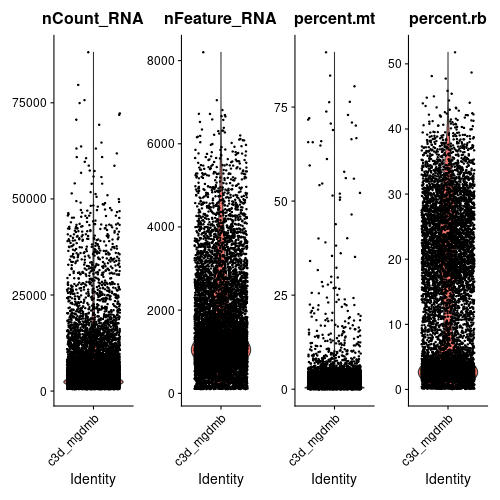 nCount_RNA
75000
50000
25000
0
c3d_mgdmb
Identity
nFeature_RNA
8000
6000
4000
2000
0
c3d_mgdmb
Identity
percent.mt
75
50
25
0
c3d_mgdmb
Identity
percent.rb
50
40
30
20
10
0
c3d_mgdmb
Identity